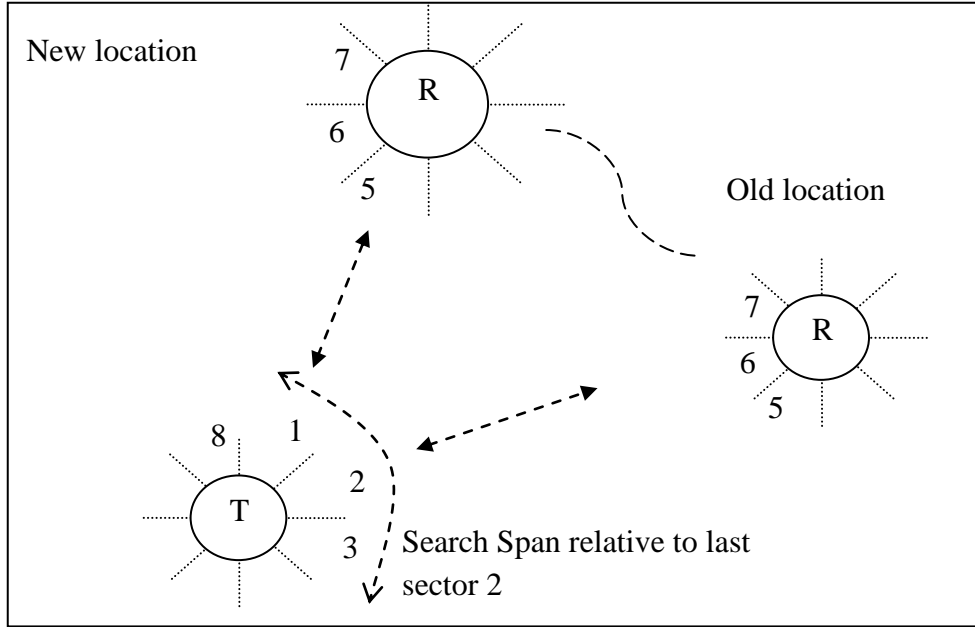 New location
7
R
6
5
Old location
7
R
6
5
8
1
2
T
3
Search Span relative to last
sector 2